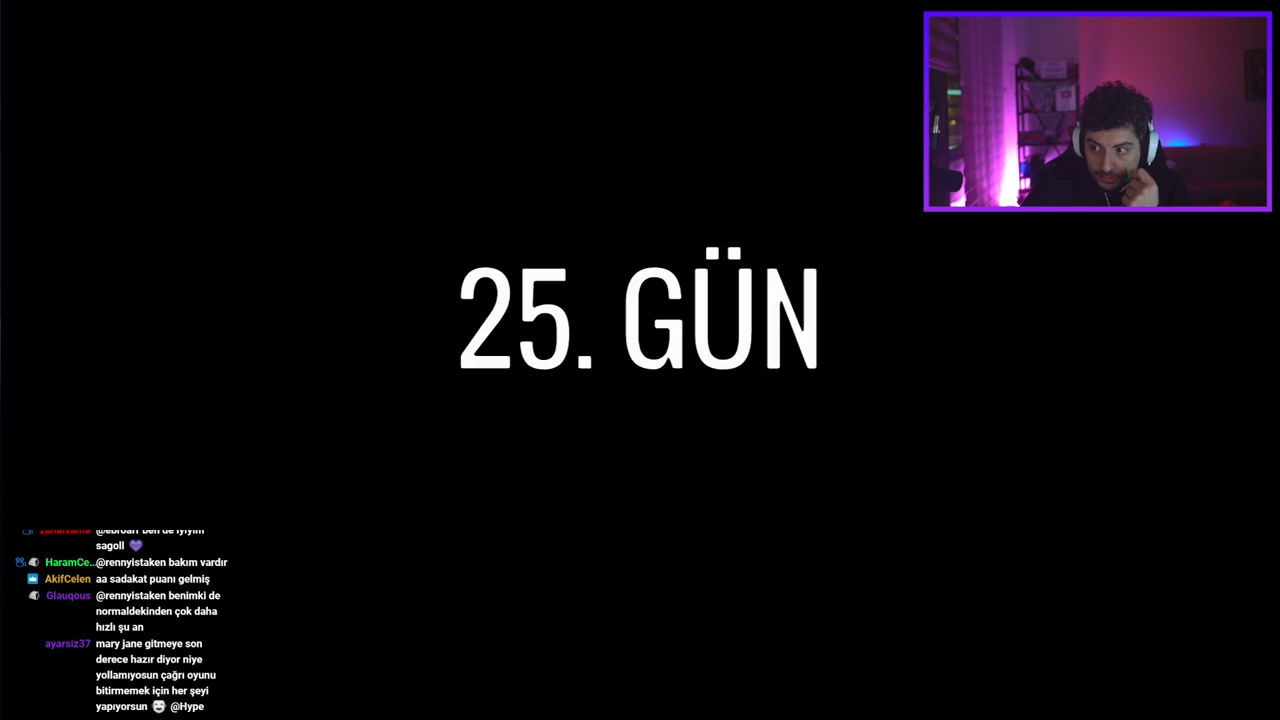 25. GÜN
sagoll
HaramCe... @rennyistaken bakım vardır
AkifCelen aa sadakat puanı gelmiş
Glauqous @rennyistaken benimki de
normaldekinden çok daha
hızlı şu an
ayarsiz37 mary jane gitmeye son
derece hazır diyor niye
yollamıyosun çağrı oyunu
bitirmemek için her şeyi
yapıyorsun @Hype